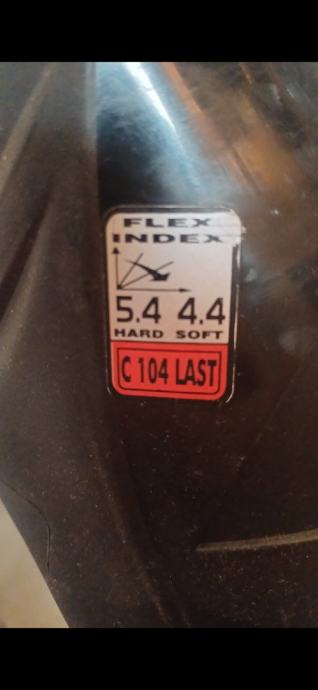 FLEX
INDEX
5.4 4.4
HARD SOFT
C 104 LAST